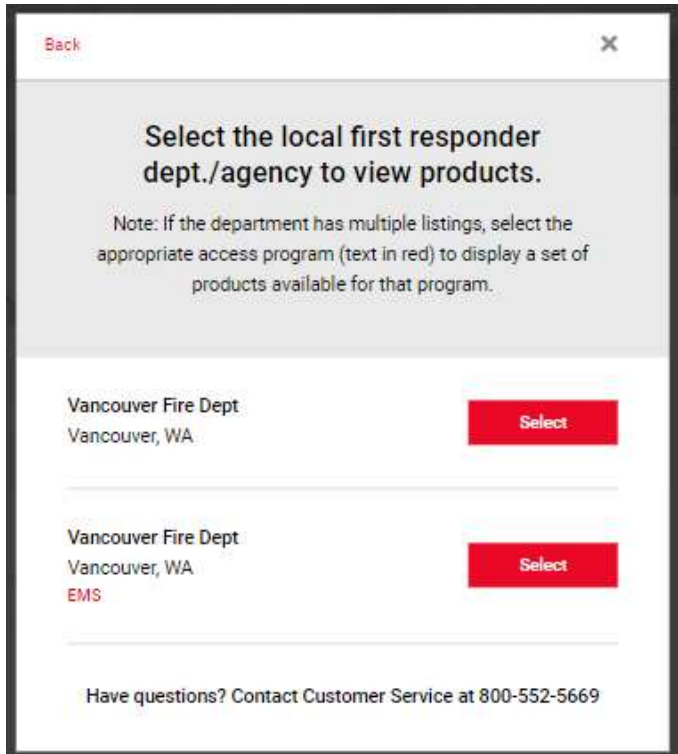 Back
Select the local first responder
dept./agency to view products.
Note: If the department has multiple listings, select the
appropriate access program (text in red) to display a set of
products available for that program.
Vancouver Fire Dept
Vancouver, WA
Select
Vancouver Fire Dept
Vancouver, WA
EMS
Select
Have questions? Contact Customer Service at 800-552-5669